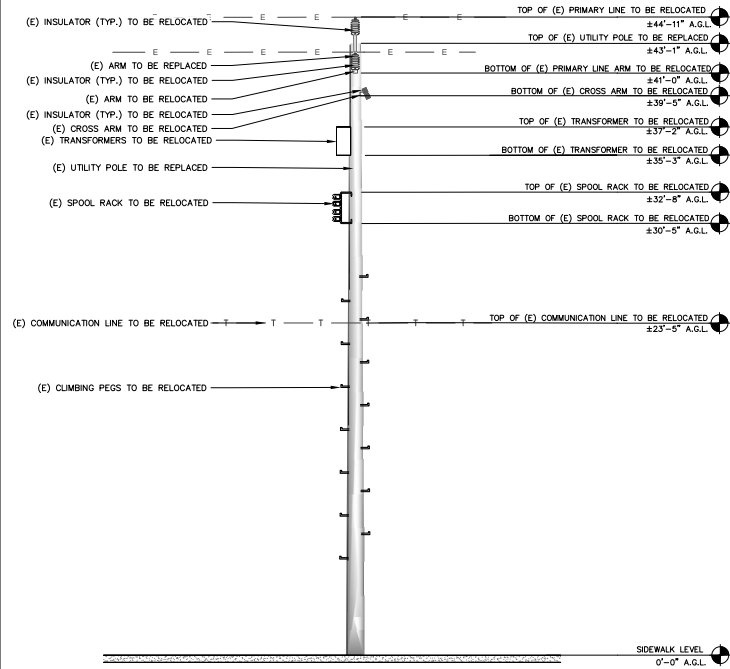 (E) INSULATOR (TYP.) TO BE RELOCATED
(E) ARM TO BE REPLACED
(E) INSULATOR (TYP.) TO BE RELOCATED
(E) ARM TO BE RELOCATED
(E) INSULATOR (TYP.) TO BE RELOCATED
(E) CROSS ARM TO BE RELOCATED
(E) TRANSFORMERS TO BE RELOCATED
(E) UTILITY POLE TO BE REPLACED
(E) SPOOL RACK TO BE RELOCATED
(E) COMMUNICATION LINE TO BE RELOCATED
(E) CLIMBING PEGS TO BE RELOCATED
E E E E E
E E E E E E
T T T T T T
TOP OF (E) PRIMARY LINE TO BE RELOCATED
±44'-11" A.G.L.
TOP OF (E) UTILITY POLE TO BE REPLACED
±43'-1" A.G.L.
BOTTOM OF (E) PRIMARY LINE ARM TO BE RELOCATED
±41'-0" A.G.L.
BOTTOM OF (E) CROSS ARM TO BE RELOCATED
±39'-5" A.G.L.
TOP OF (E) TRANSFORMER TO BE RELOCATED
±37'-2" A.G.L.
BOTTOM OF (E) TRANSFORMER TO BE RELOCATED
±35'-3" A.G.L.
TOP OF (E) SPOOL RACK TO BE RELOCATED
±32'-8" A.G.L.
BOTTOM OF (E) SPOOL RACK TO BE RELOCATED
±30'-5" A.G.L.
TOP OF (E) COMMUNICATION LINE TO BE RELOCATED
±23'-5" A.G.L.
SIDEWALK LEVEL
0'-0" A.G.L.